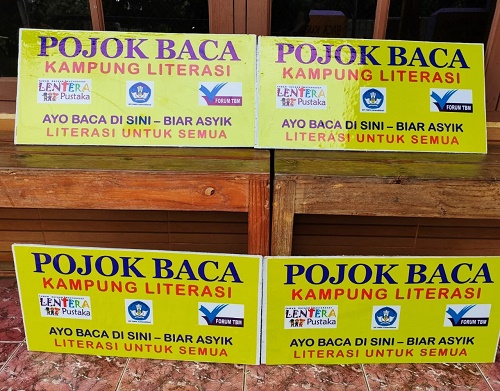 POJOK BACA
KAMPUNG LITERASI
LENTERA
Pustaka
FORUM TBM
AYO BACA DI SINI – BIAR ASYIK
LITERASI UNTUK SEMUA
POJOK BACA
KAMPUNG LITERASI
LENTERA
Pustaka
FORUM TBM
AYO BACA DI SINI – BIAR ASYIK
LITERASI UNTUK SEMUA
POJOK BACA
KAMPUNG LITERASI
LENTERA
Pustaka
FORUM TBM
AYO BACA DI SINI – BIAR ASYIK
LITERASI UNTUK SEMUA
POJOK BACA
KAMPUNG LITERASI
LENTERA
Pustaka
FORUM TBM
AYO BACA DI SINI – BIAR ASYIK
LITERASI UNTUK SEMUA